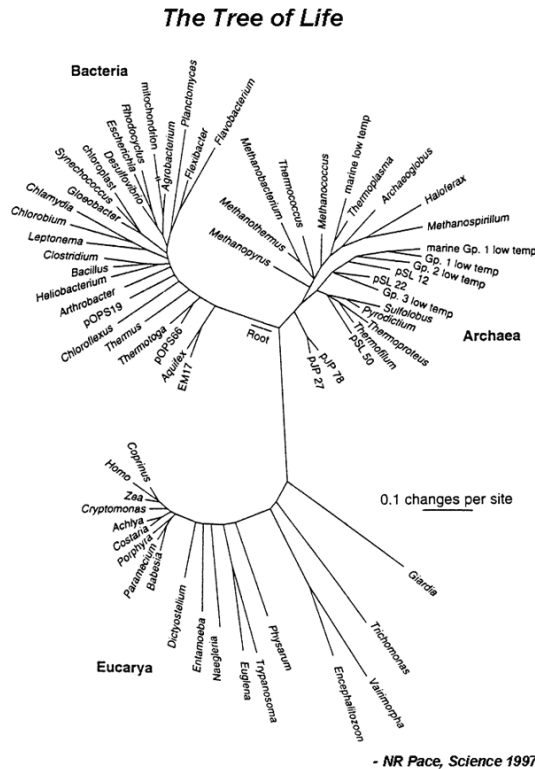 The Tree of Life
Bacteria
Chloroflexus
pOPS19
Arthrobacter
Heliobacterium
Bacillus
Clostridium
Leptonema
Chlorobium
Chlamydia
Gloeobacter
Synechococcus
chloroplast
Desulfovibrio
Escherichia
Rhodocyclus
mitochondrion
Agrobacterium
Planctomyces
Flexibacter
Flavobacterium
Thermus
Thermotoga
pOPS66
Aquifex
EM17
Root
Methanopyrus
Methanothermus
Methanobacterium
Thermococcus
Methanococcus
marine low temp
Thermoplasma
Archaeoglobus
Haloferax
Methanospirillum
marine Gp. 1 low temp
Gp. 1 low temp
Gp. 2 low temp
pSL 12
pSL 22
Gp. 3 low temp
Sulfolobus
Pyrodictium
Thermoproteus
Thermofilum
pSL 50
pJP 78
pJP 27
Archaea
Coprinus
Homo
Zea
Cryptomonas
Achlya
Costaria
Porphyra
Paramecium
Babesia
Dictyostelium
Entamoeba
Naegleria
Euglena
Trypanosoma
Physarum
Encephalitozoon
Vairimorpha
Trichomonas
Giardia
Eucarya
0.1 changes per site
- NR Pace, Science 1997